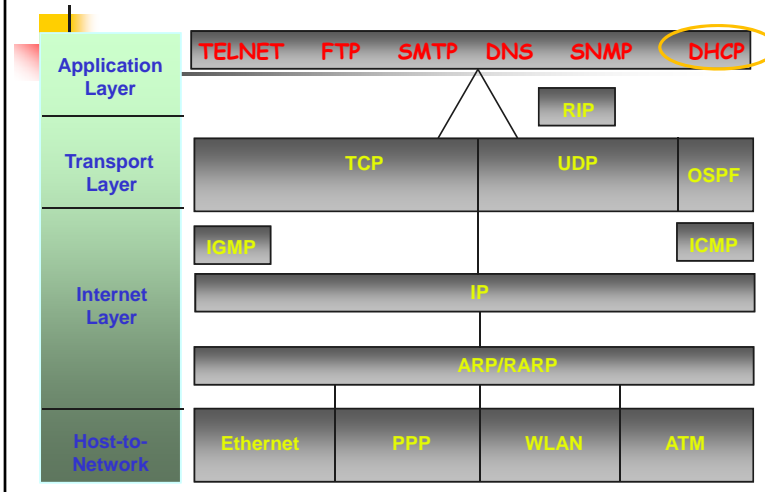 TELNET FTP SMTP DNS SNMP DHCP
Application
Layer
RIP
Transport
Layer
TCP UDP OSPF
IGMP ICMP
Internet
Layer
IP
ARP/RARP
Host-to-
Network
Ethernet PPP WLAN ATM